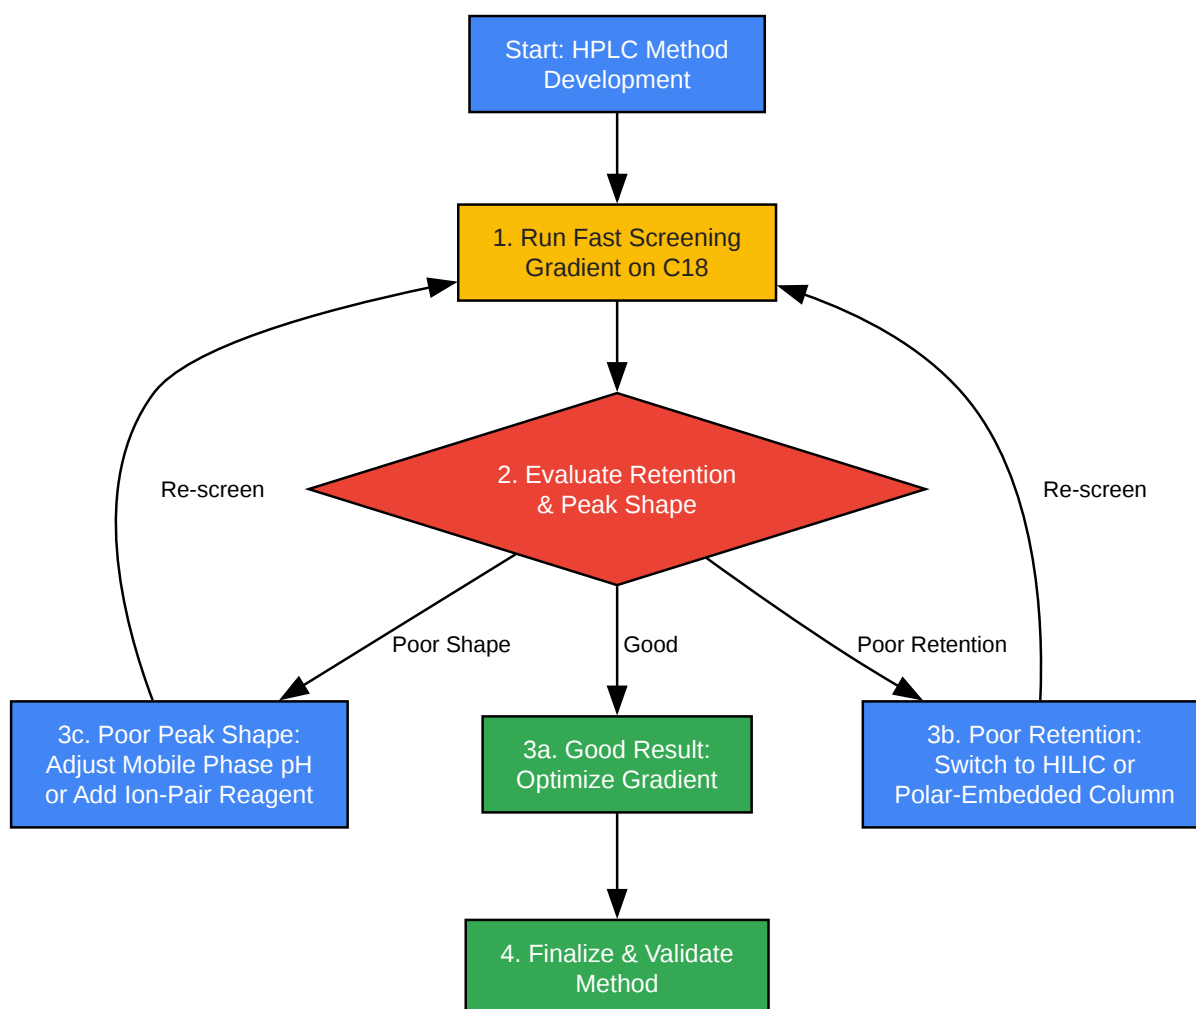 Start: HPLC Method
Development
1. Run Fast Screening
Gradient on C18
2. Evaluate Retention
& Peak Shape
Re-screen
Re-screen
Poor Shape
Good
Poor Retention
3c. Poor Peak Shape:
Adjust Mobile Phase pH
or Add Ion-Pair Reagent
3a. Good Result:
Optimize Gradient
3b. Poor Retention:
Switch to HILIC or
Polar-Embedded Column
4. Finalize & Validate
Method